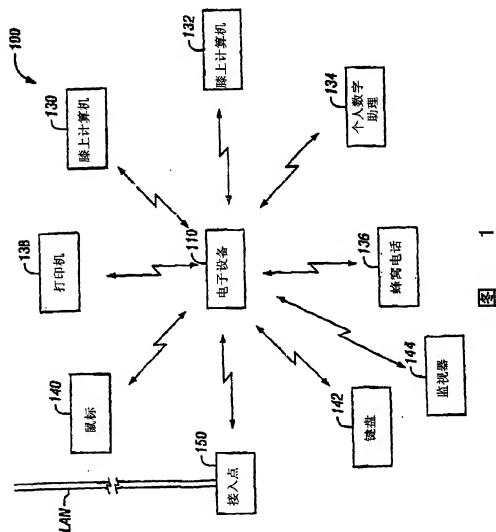 100
132
膝上计算机
130
膝上计算机
134
个人数字
助理
138
打印机
110
电子设备
136
蜂窝电话
140
鼠标
144
监视器
142
键盘
150
接入点
LAN
图 1